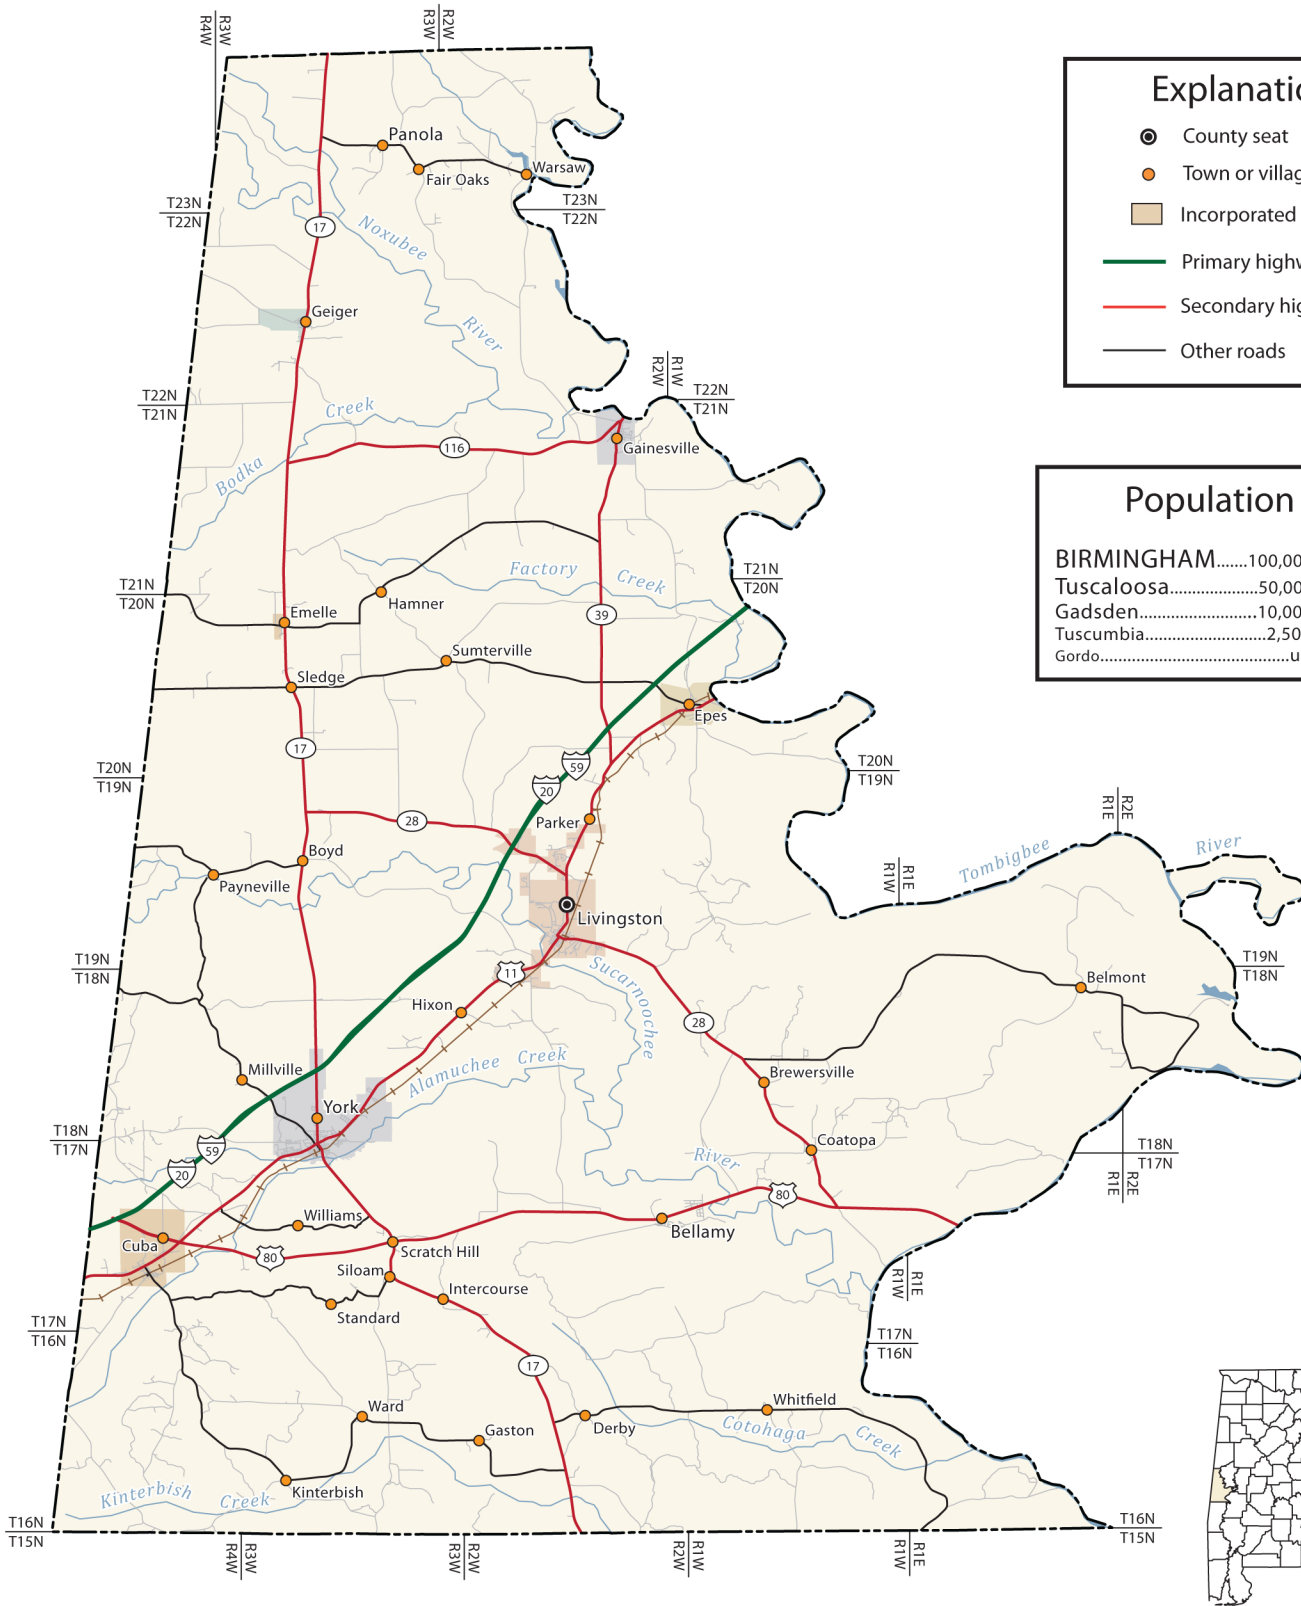 R4W
R3W
R3W
R2W
Explanatio
County seat
Town or villag
Incorporated
Primary highw
Secondary hig
Other roads
Panola
Fair Oaks
Warsaw
T23N
T22N
T23N
T22N
17
Noxubee
River
Geiger
R2W
R1W
T22N
T21N
T22N
T21N
Creek
Bodka
116
Gainesville
Population
BIRMINGHAM.......100,00
Tuscaloosa.....................50,00
Gadsden..........................10,00
Tuscumbia...........................2,50
Gordo..........................................u
Factory
Creek
T21N
T20N
T21N
T20N
Hamner
Emelle
39
Sumterville
Sledge
Epes
17
59
20
T20N
T19N
T20N
T19N
28
Parker
R1E
R2E
Boyd
Payneville
Tombigbee
River
R1W
R1E
Livingston
T19N
T18N
T19N
T18N
11
Sucarnoochee
Belmont
Hixon
28
Alamuchee
Creek
Millville
Brewersville
York
T18N
T17N
Coatopa
T18N
T17N
R1E
R2E
59
20
River
80
Williams
Cuba
80
Bellamy
Scratch Hill
Siloam
Intercourse
R1W
R1E
Standard
T17N
T16N
T17N
T16N
17
Ward
Whitfield
Gaston
Derby
Cotohaga
Creek
Kinterbish
Kinterbish
Creek
T16N
T15N
T16N
T15N
R4W
R3W
R3W
R2W
R2W
R1W
R1W
R1E